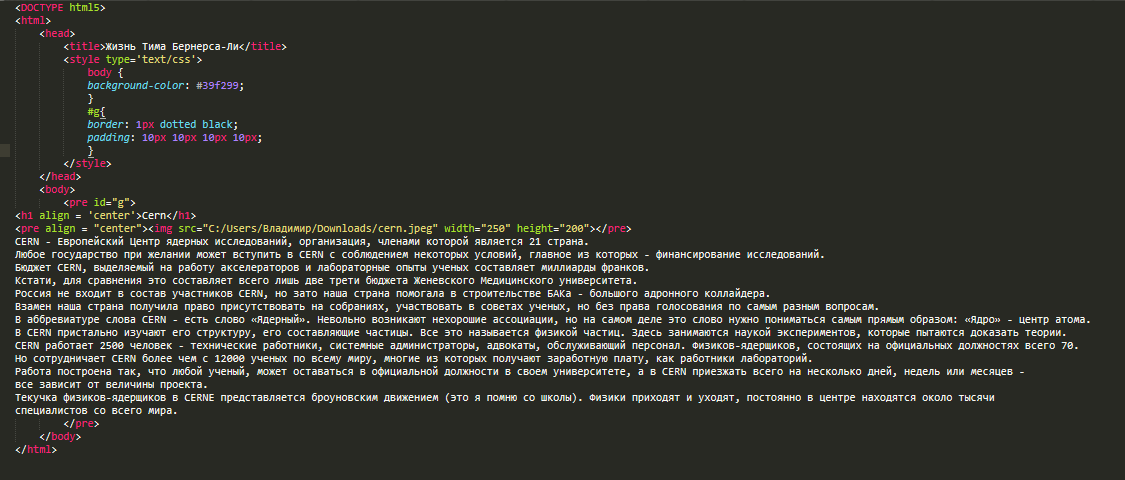 <DOCTYPE html5>
<html>
<head>
<title>Жизнь Тима Бернерса-Ли</title>
<style type='text/css'>
body {
background-color: #39f299;
}
#g{
border: 1px dotted black;
padding: 10px 10px 10px 10px;
}
</style>
</head>
<body>
<pre id="g">
<h1 align = 'center'>Cern</h1>
<pre align = "center"><img src="C:/Users/Владимир/Downloads/cern.jpeg" width="250" height="200"></pre>
CERN - Европейский Центр ядерных исследований, организация, членами которой является 21 страна.
Любое государство при желании может вступить в CERN с соблюдением некоторых условий, главное из которых - финансирование исследований.
Бюджет CERN, выделяемый на работу акселераторов и лабораторные опыты ученых составляет миллиарды франков.
Кстати, для сравнения это составляет всего лишь две трети бюджета Женевского Медицинского университета.
Россия не входит в состав участников CERN, но зато наша страна помогала в строительстве БАКа - большого адронного коллайдера.
Взамен наша страна получила право присутствовать на собраниях, участвовать в советах ученых, но без права голосования по самым разным вопросам.
В аббревиатуре слова CERN - есть слово «Ядерный». Невольно возникают нехорошие ассоциации, но на самом деле это слово нужно пониматься самым прямым образом: «Ядро» - центр атома.
В CERN пристально изучают его структуру, его составляющие частицы. Все это называется физикой частиц. Здесь занимаются наукой экспериментов, которые пытаются доказать теории.
CERN работает 2500 человек - технические работники, системные администраторы, адвокаты, обслуживающий персонал. Физиков-ядерщиков, состоящих на официальных должностях всего 70.
Но сотрудничает CERN более чем с 12000 ученых по всему миру, многие из которых получают заработную плату, как работники лабораторий.
Работа построена так, что любой ученый, может оставаться в официальной должности в своем университете, а в CERN приезжать всего на несколько дней, недель или месяцев -
все зависит от величины проекта.
Текучка физиков-ядерщиков в CERNE представляется броуновским движением (это я помню со школы). Физики приходят и уходят, постоянно в центре находятся около тысячи
специалистов со всего мира.
</pre>
</body>
</html>